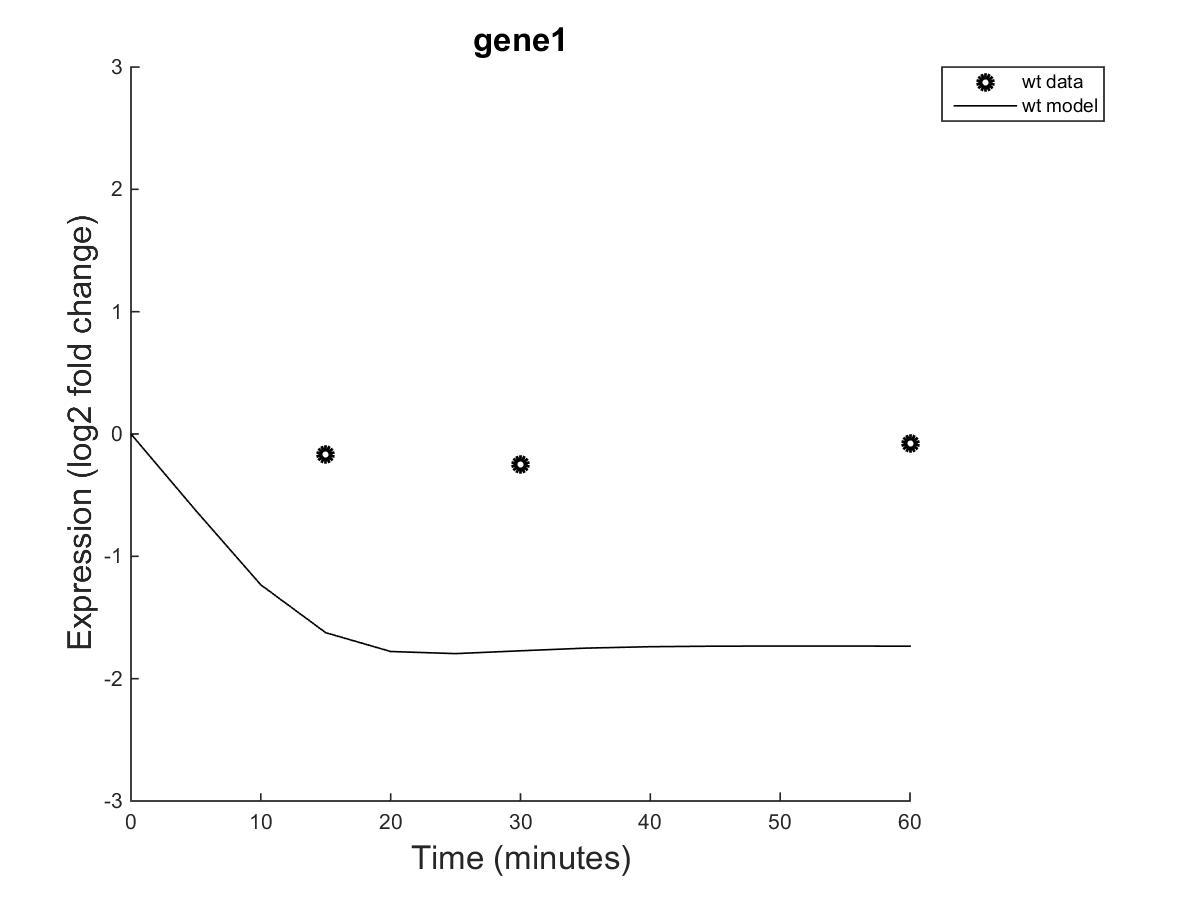 gene1
wt data
wt model
Expression (log2 fold change)
3
2
1
0
-1
-2
-3
0 10 20 30 40 50 60
Time (minutes)